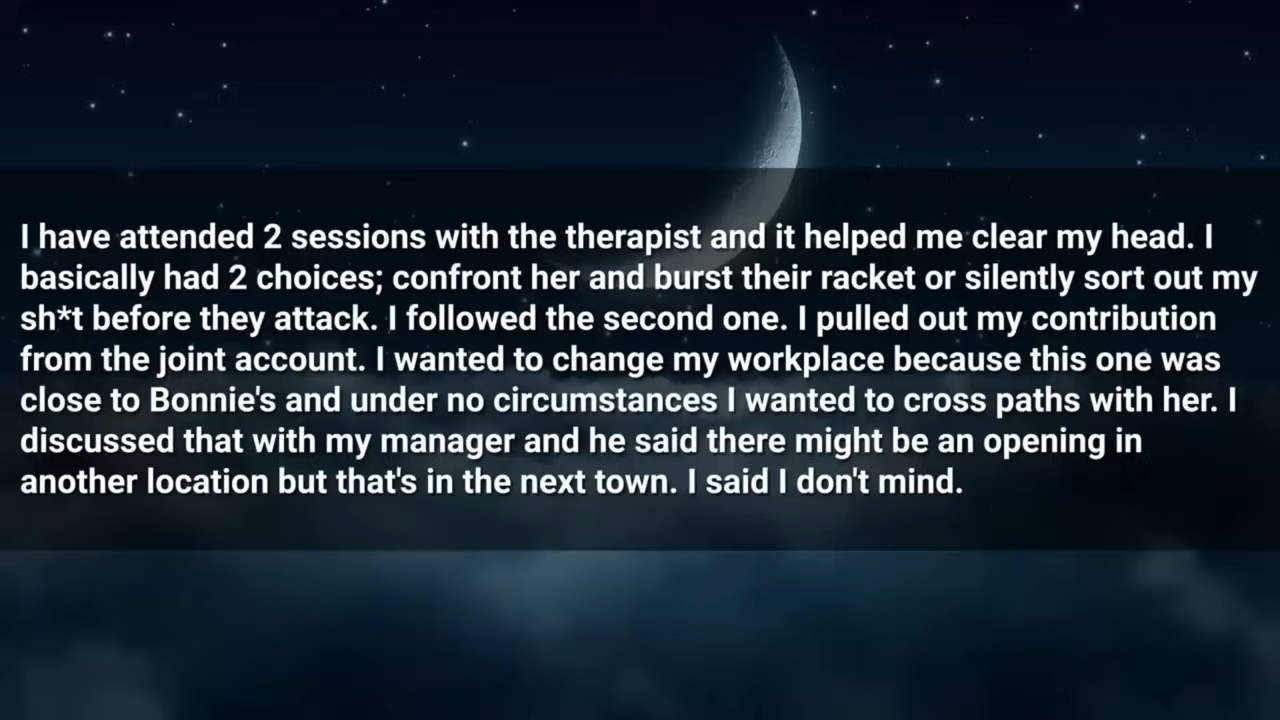 I have attended 2 sessions with the therapist and it helped me clear my head. I
basically had 2 choices; confront her and burst their racket or silently sort out my
sh*t before they attack. I followed the second one. I pulled out my contribution
from the joint account. I wanted to change my workplace because this one was
close to Bonnie's and under no circumstances I wanted to cross paths with her. I
discussed that with my manager and he said there might be an opening in
another location but that's in the next town. I said I don't mind.